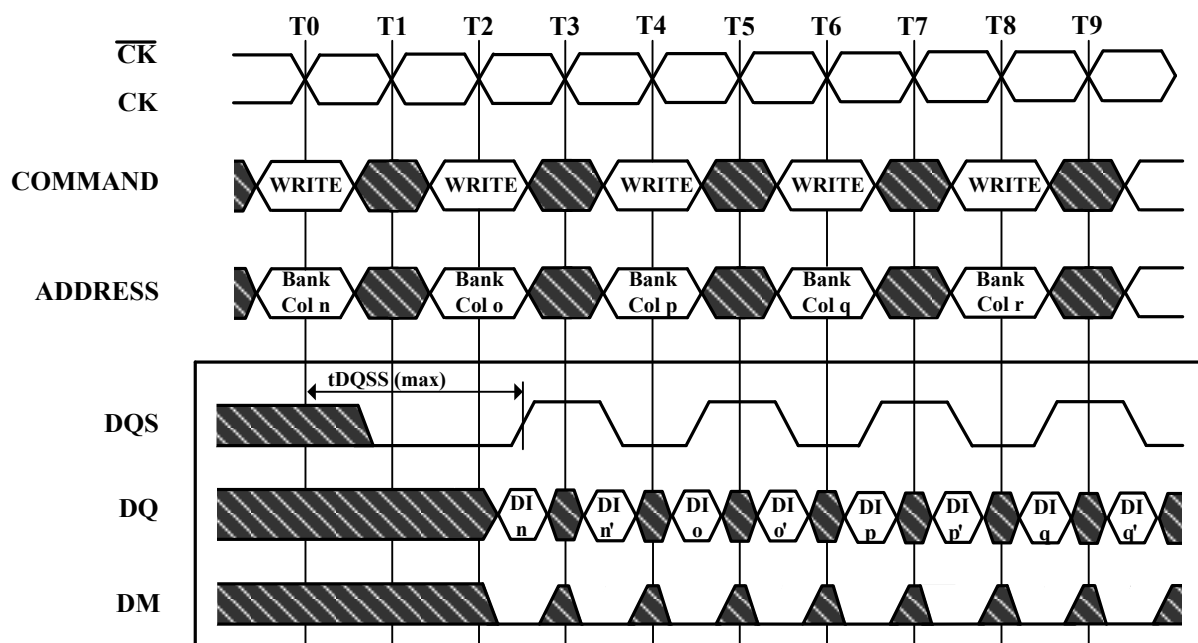 T0 T1 T2 T3 T4 T5 T6 T7 T8 T9
CK
CK
COMMAND WRITE WRITE WRITE WRITE WRITE
ADDRESS Bank Bank Bank Bank Bank
Col n Col o Col p Col q Col r
tDQSS (max)
DQS
DQ DI DI DI DI DI DI DI DI
n n' o o' p p' q q'
DM